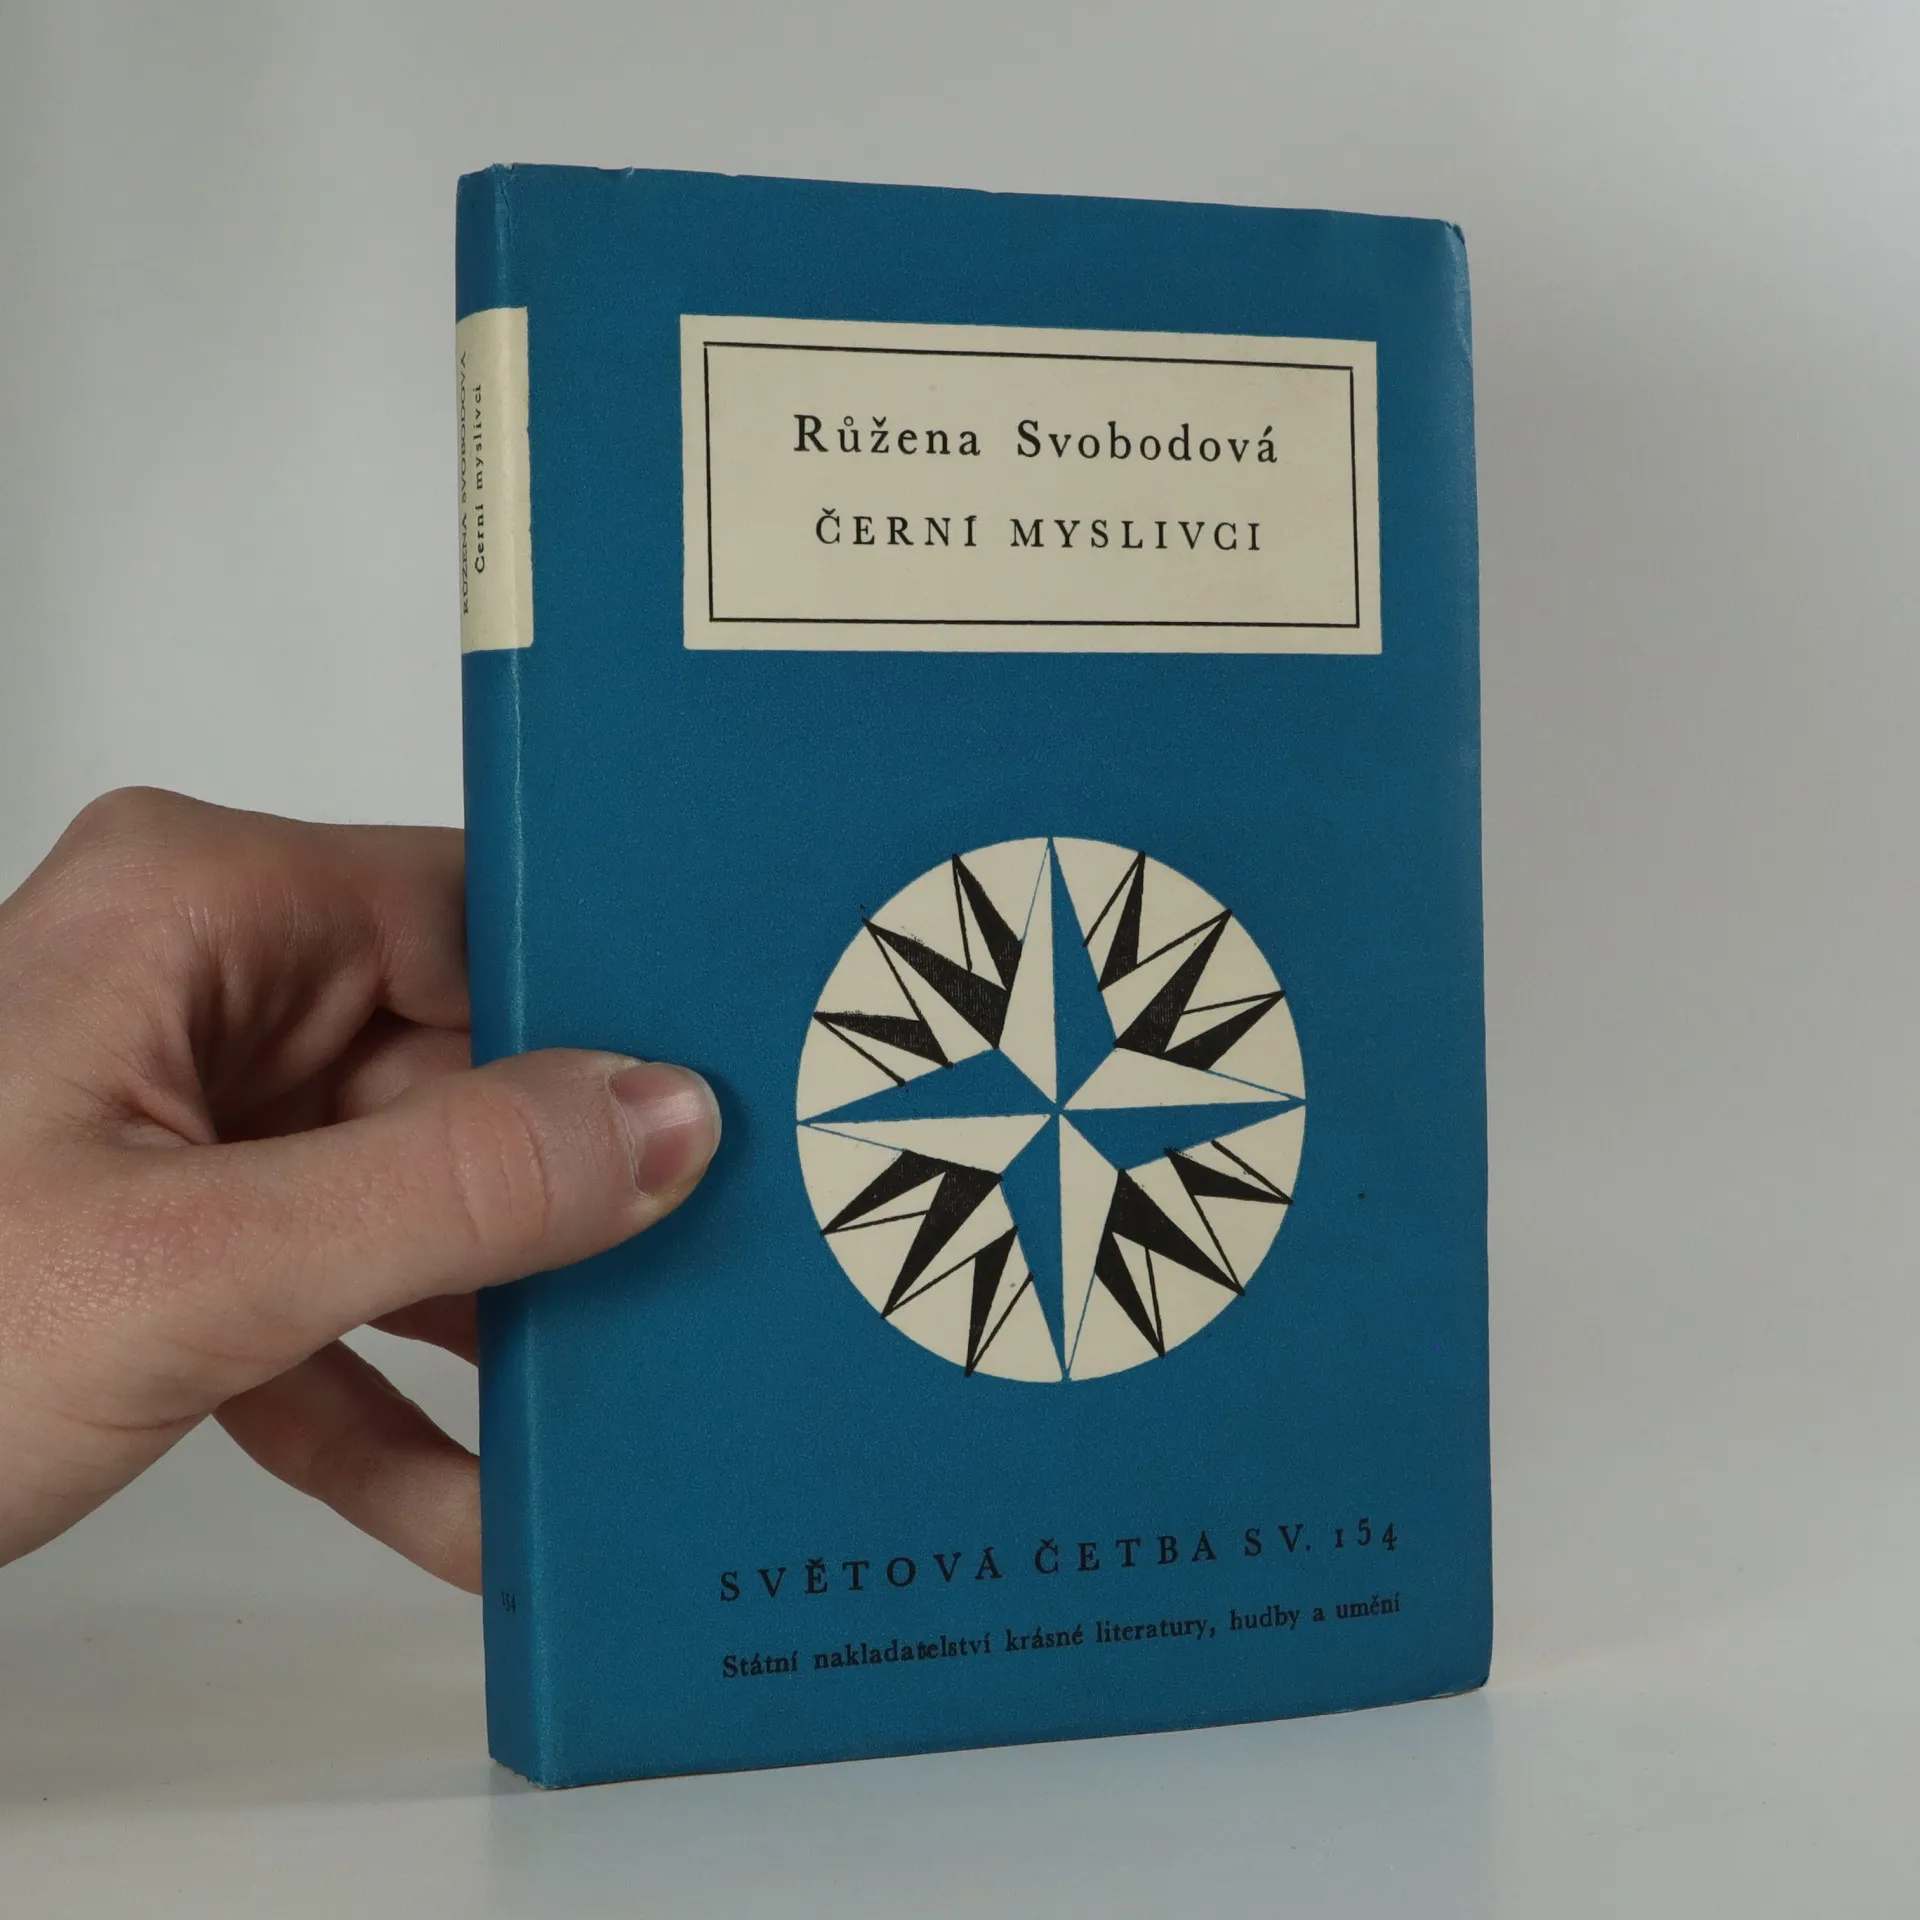 RŮŽENA SVOBODOVÁ
Černí myslivci
154
Růžena Svobodová
ČERNÍ MYSLIVCI
SVĚTOVÁ ČETBA SV. 154
Státní nakladatelství krásné literatury, hudby a umění